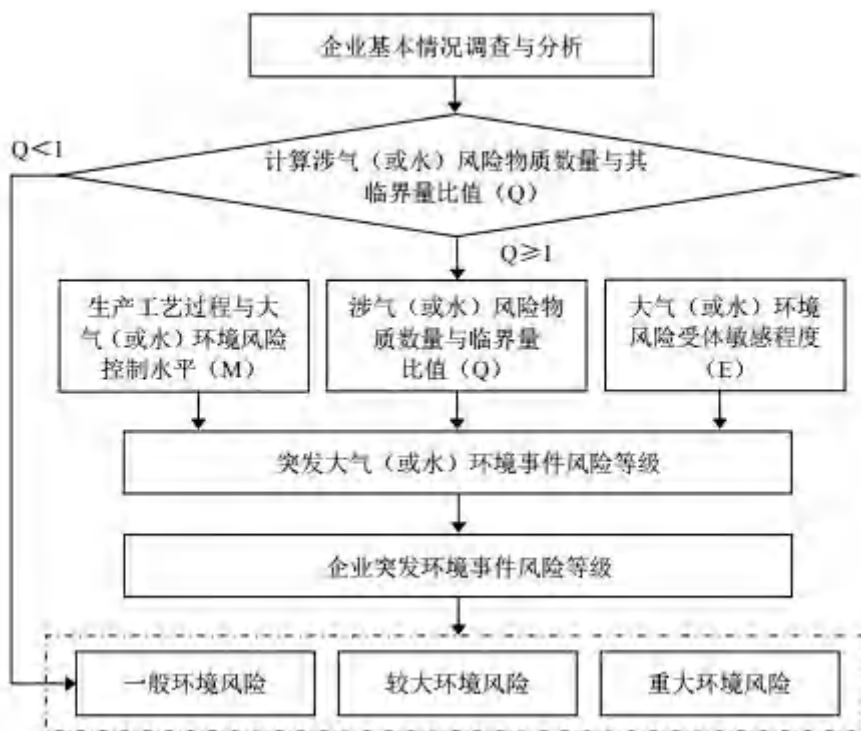 企业基本情况调查与分析
Q<1
计算涉气（或水）风险物质数量与其
临界量比值（Q）
Q≥1
生产工艺过程与大
气（或水）环境风险
控制水平（M）
涉气（或水）风险物
质数量与临界量
比值（Q）
大气（或水）环境
风险受体敏感程度
（E）
突发大气（或水）环境事件风险等级
企业突发环境事件风险等级
一般环境风险
较大环境风险
重大环境风险